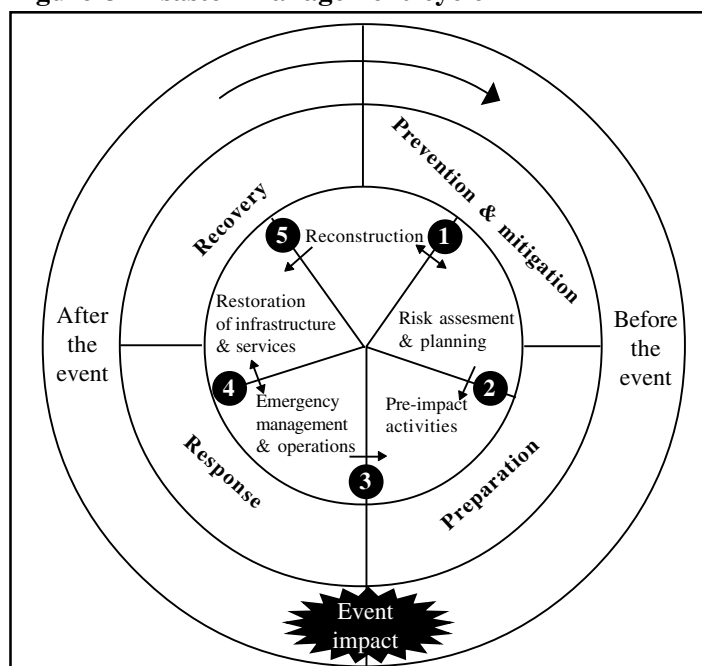 Prevention & mitigation
Recovery
5
Reconstruction
1
After
the
event
Restoration
of infrastructure
& services
Risk assesment
& planning
Before
the
event
4
Emergency
management
& operations
Pre-impact
activities
2
3
Response
Preparation
Event
impact